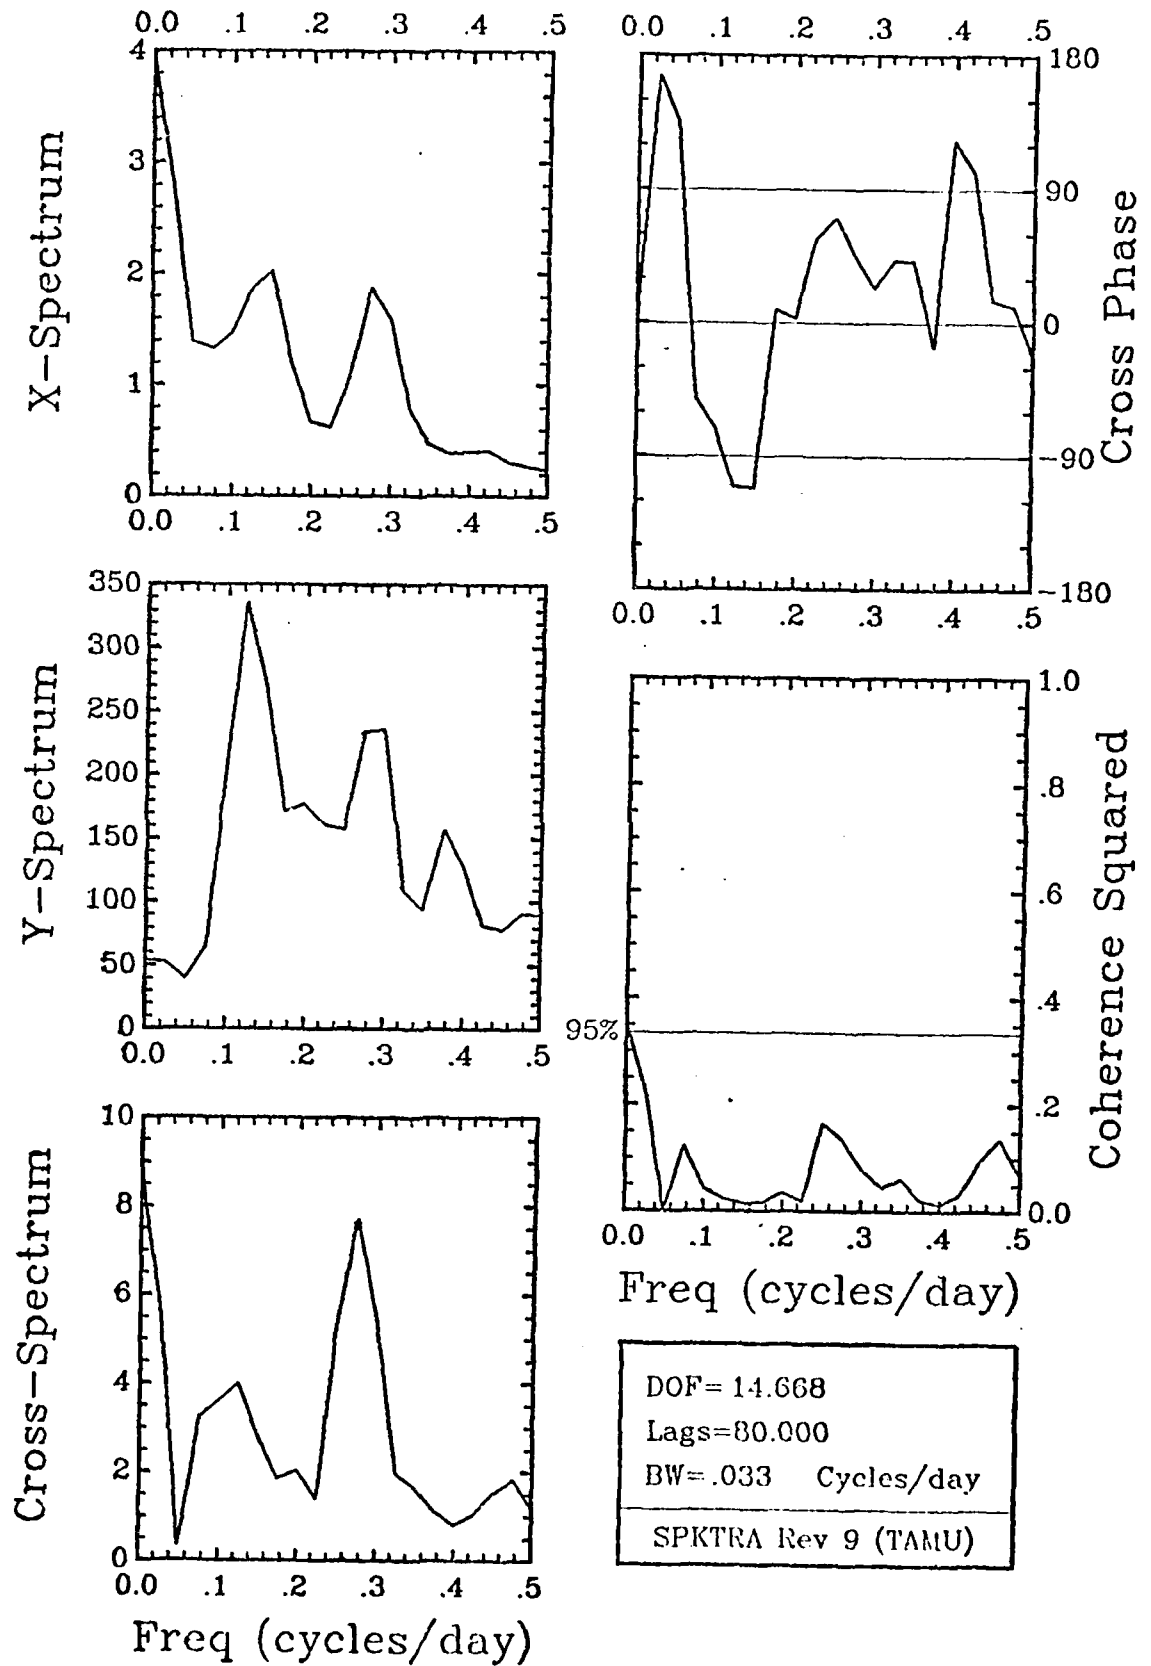 0.0 .1 .2 .3 .4 .5
4
3
2
1
0
X-Spectrum
0.0 .1 .2 .3 .4 .5
350
300
250
200
150
100
50
0
Y-Spectrum
0.0 .1 .2 .3 .4 .5
10
8
6
4
2
0
Cross-Spectrum
0.0 .1 .2 .3 .4 .5
Freq (cycles/day)
0.0 .1 .2 .3 .4 .5
180
90
0
-90
-180
Cross Phase
0.0 .1 .2 .3 .4 .5
1.0
.8
.6
.4
.2
0.0
95%
Coherence Squared
0.0 .1 .2 .3 .4 .5
Freq (cycles/day)
DOF= 14.668
Lags=80.000
BW= .033 Cycles/day
SPKTRA Rev 9 (TAMU)